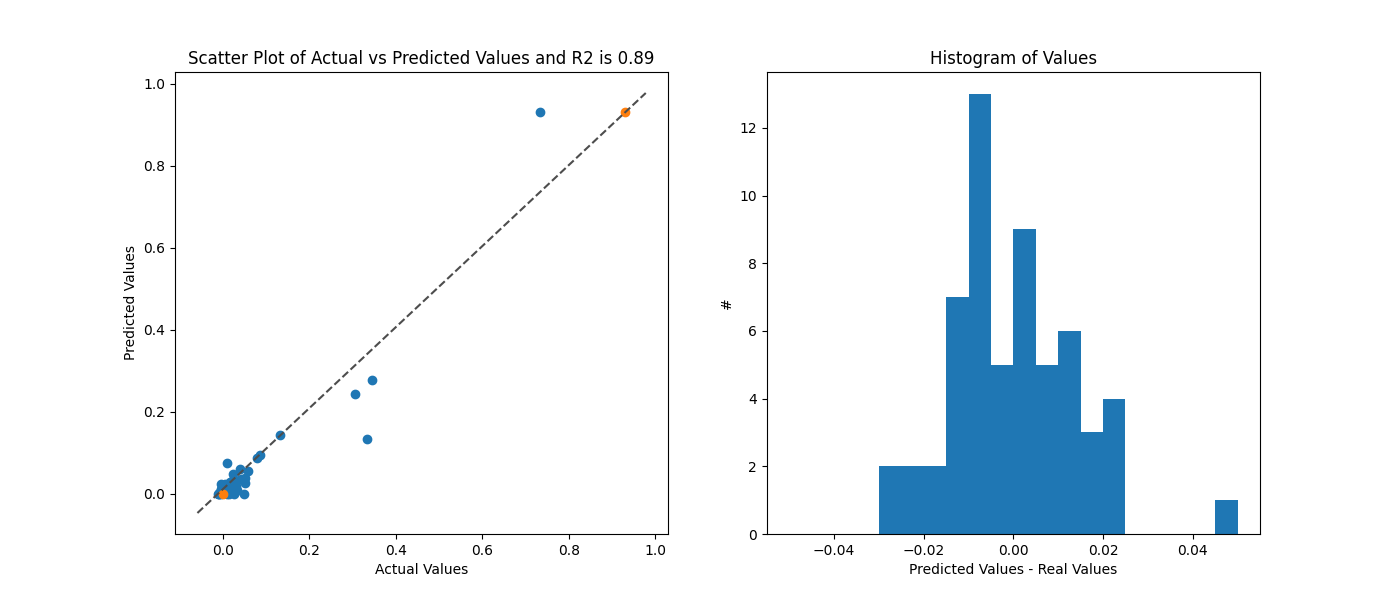 Scatter Plot of Actual vs Predicted Values and R2 is 0.89
1.0
0.8
0.6
0.4
0.2
0.0
Predicted Values
0.0 0.2 0.4 0.6 0.8 1.0
Actual Values
Histogram of Values
12
10
8
6
4
2
0
#
−0.04 −0.02 0.00 0.02 0.04
Predicted Values - Real Values